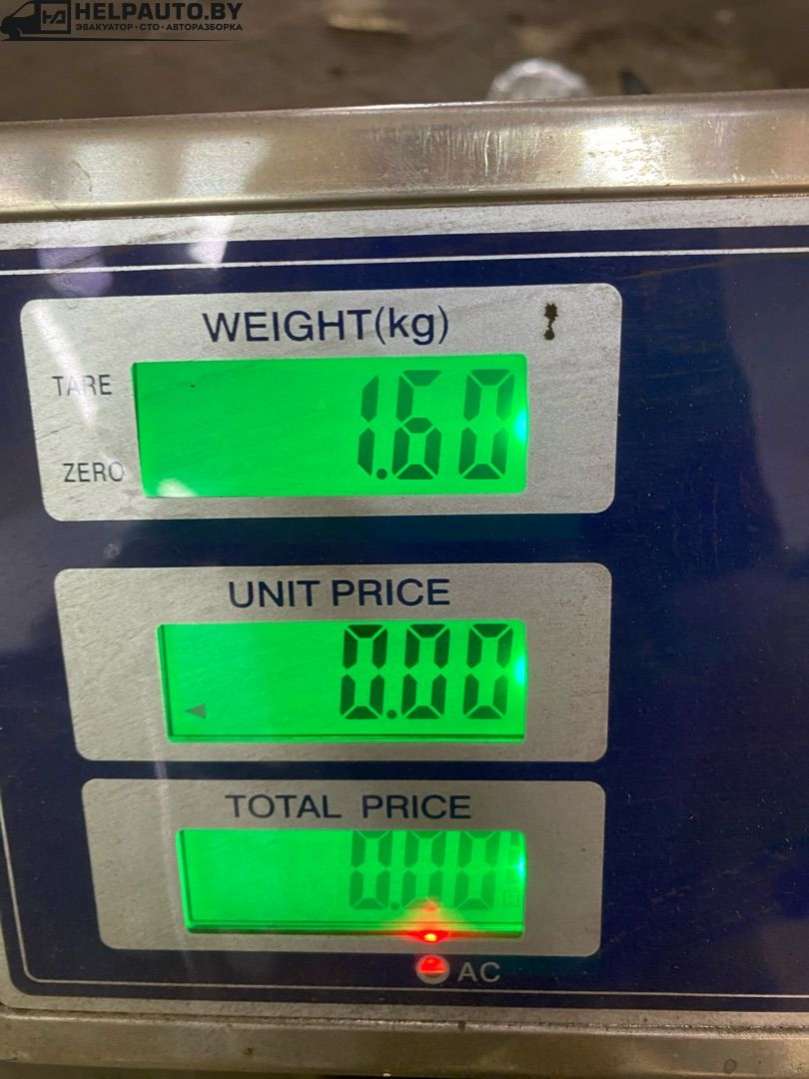 HELPAUTO.BY
ЭВАКУАТОР • СТО • АВТОРАЗБОРКА
WEIGHT(kg)
TARE
1.60
ZERO
UNIT PRICE
0.00
TOTAL PRICE
0.00
AC